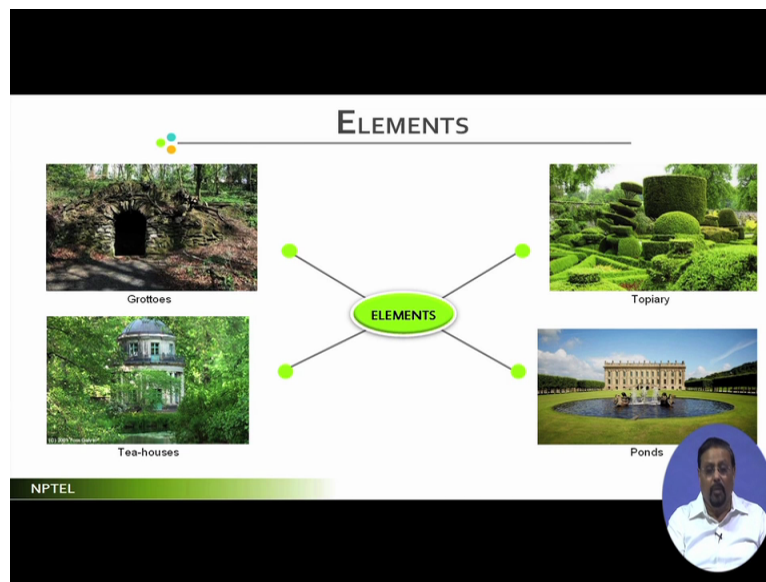 ELEMENTS
Grottoes
Topiary
ELEMENTS
Tea-houses
Ponds
NPTEL